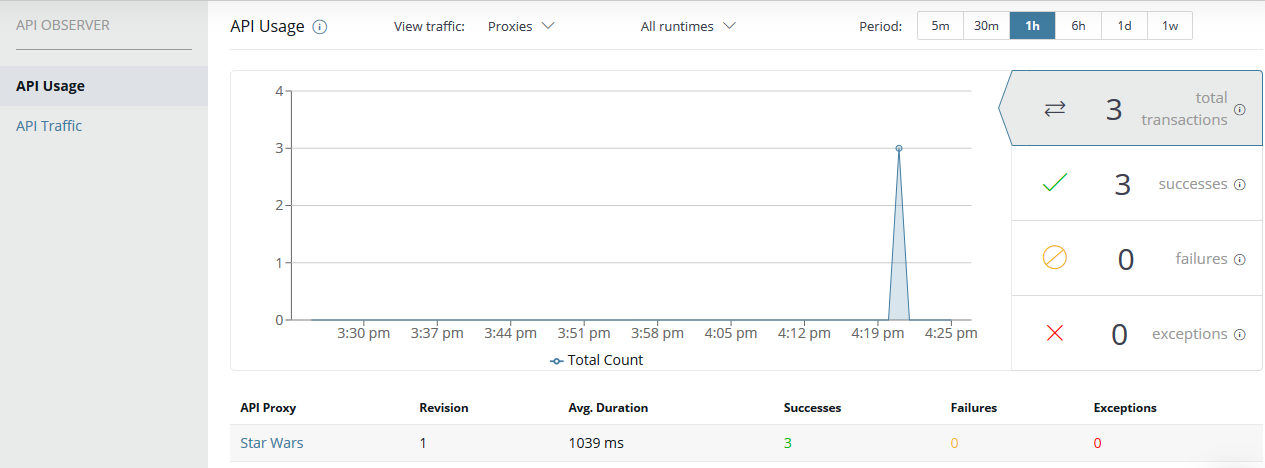 API OBSERVER
API Usage
API Traffic
API Usage
View traffic: Proxies
All runtimes
Period: 5m 30m 1h 6h 1d 1w
4
3
2
1
0
3:30 pm 3:37 pm 3:44 pm 3:51 pm 3:58 pm 4:05 pm 4:12 pm 4:19 pm 4:25 pm
Total Count
3 total transactions
3 successes
0 failures
0 exceptions
API Proxy Revision Avg. Duration Successes Failures Exceptions
Star Wars 1 1039 ms 3 0 0